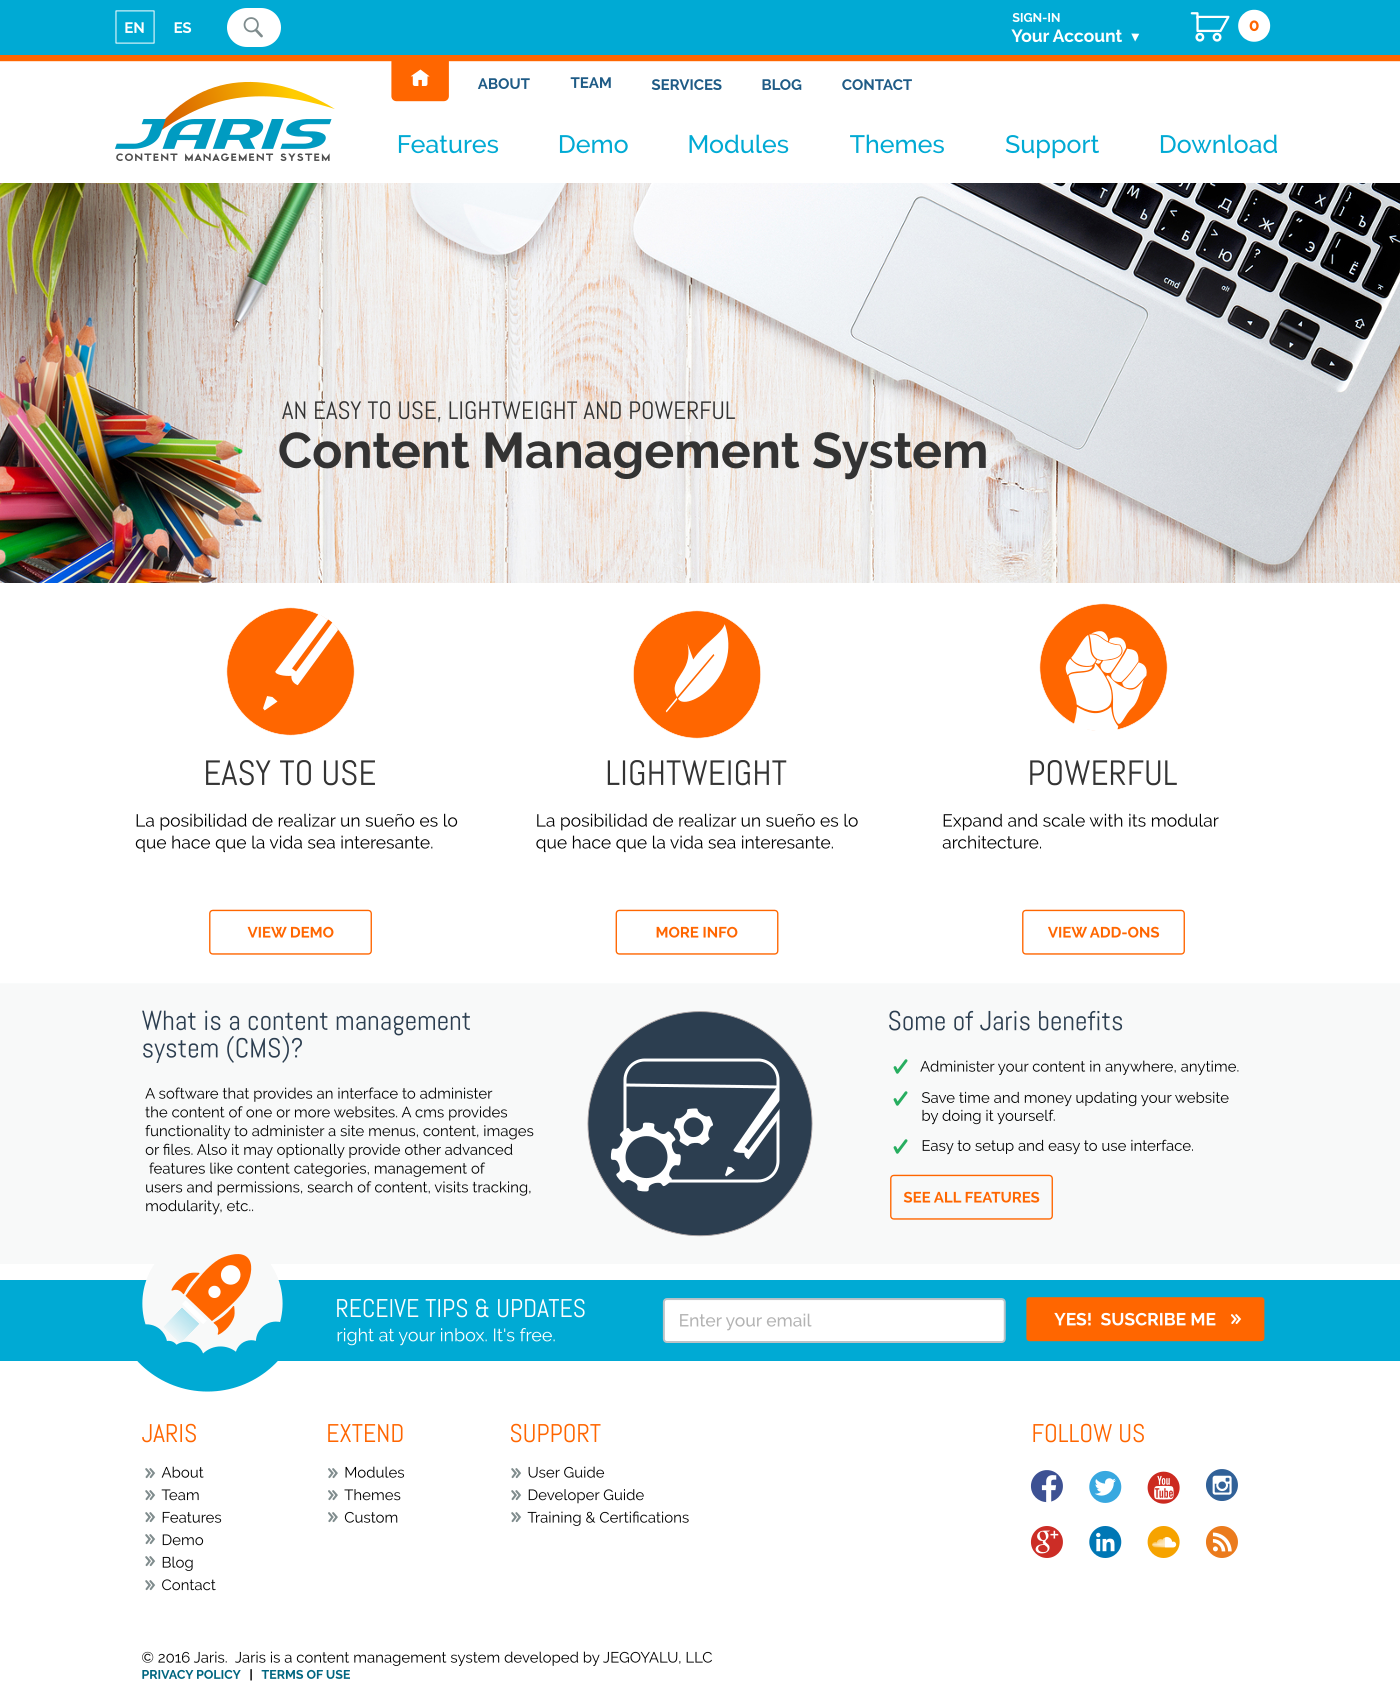 EN
ES
SIGN-IN
Your Account ▼
0
ABOUT
TEAM
SERVICES
BLOG
CONTACT
JARIS
CONTENT MANAGEMENT SYSTEM
Features
Demo
Modules
Themes
Support
Download
AN EASY TO USE, LIGHTWEIGHT AND POWERFUL
Content Management System
EASY TO USE
La posibilidad de realizar un sueño es lo
que hace que la vida sea interesante.
VIEW DEMO
LIGHTWEIGHT
La posibilidad de realizar un sueño es lo
que hace que la vida sea interesante.
MORE INFO
POWERFUL
Expand and scale with its modular
architecture.
VIEW ADD-ONS
What is a content management
system (CMS)?
A software that provides an interface to administer
the content of one or more websites. A cms provides
functionality to administer a site menus, content, images
or files. Also it may optionally provide other advanced
features like content categories, management of
users and permissions, search of content, visits tracking,
modularity, etc..
Some of Jaris benefits
Administer your content in anywhere, anytime.
Save time and money updating your website
by doing it yourself.
Easy to setup and easy to use interface.
SEE ALL FEATURES
RECEIVE TIPS & UPDATES
right at your inbox. It's free.
Enter your email
YES! SUSCRIBE ME »
JARIS
» About
» Team
» Features
» Demo
» Blog
» Contact
EXTEND
» Modules
» Themes
» Custom
SUPPORT
» User Guide
» Developer Guide
» Training & Certifications
FOLLOW US
You
Tube
g+
in
© 2016 Jaris. Jaris is a content management system developed by JEGOYALU, LLC
PRIVACY POLICY | TERMS OF USE